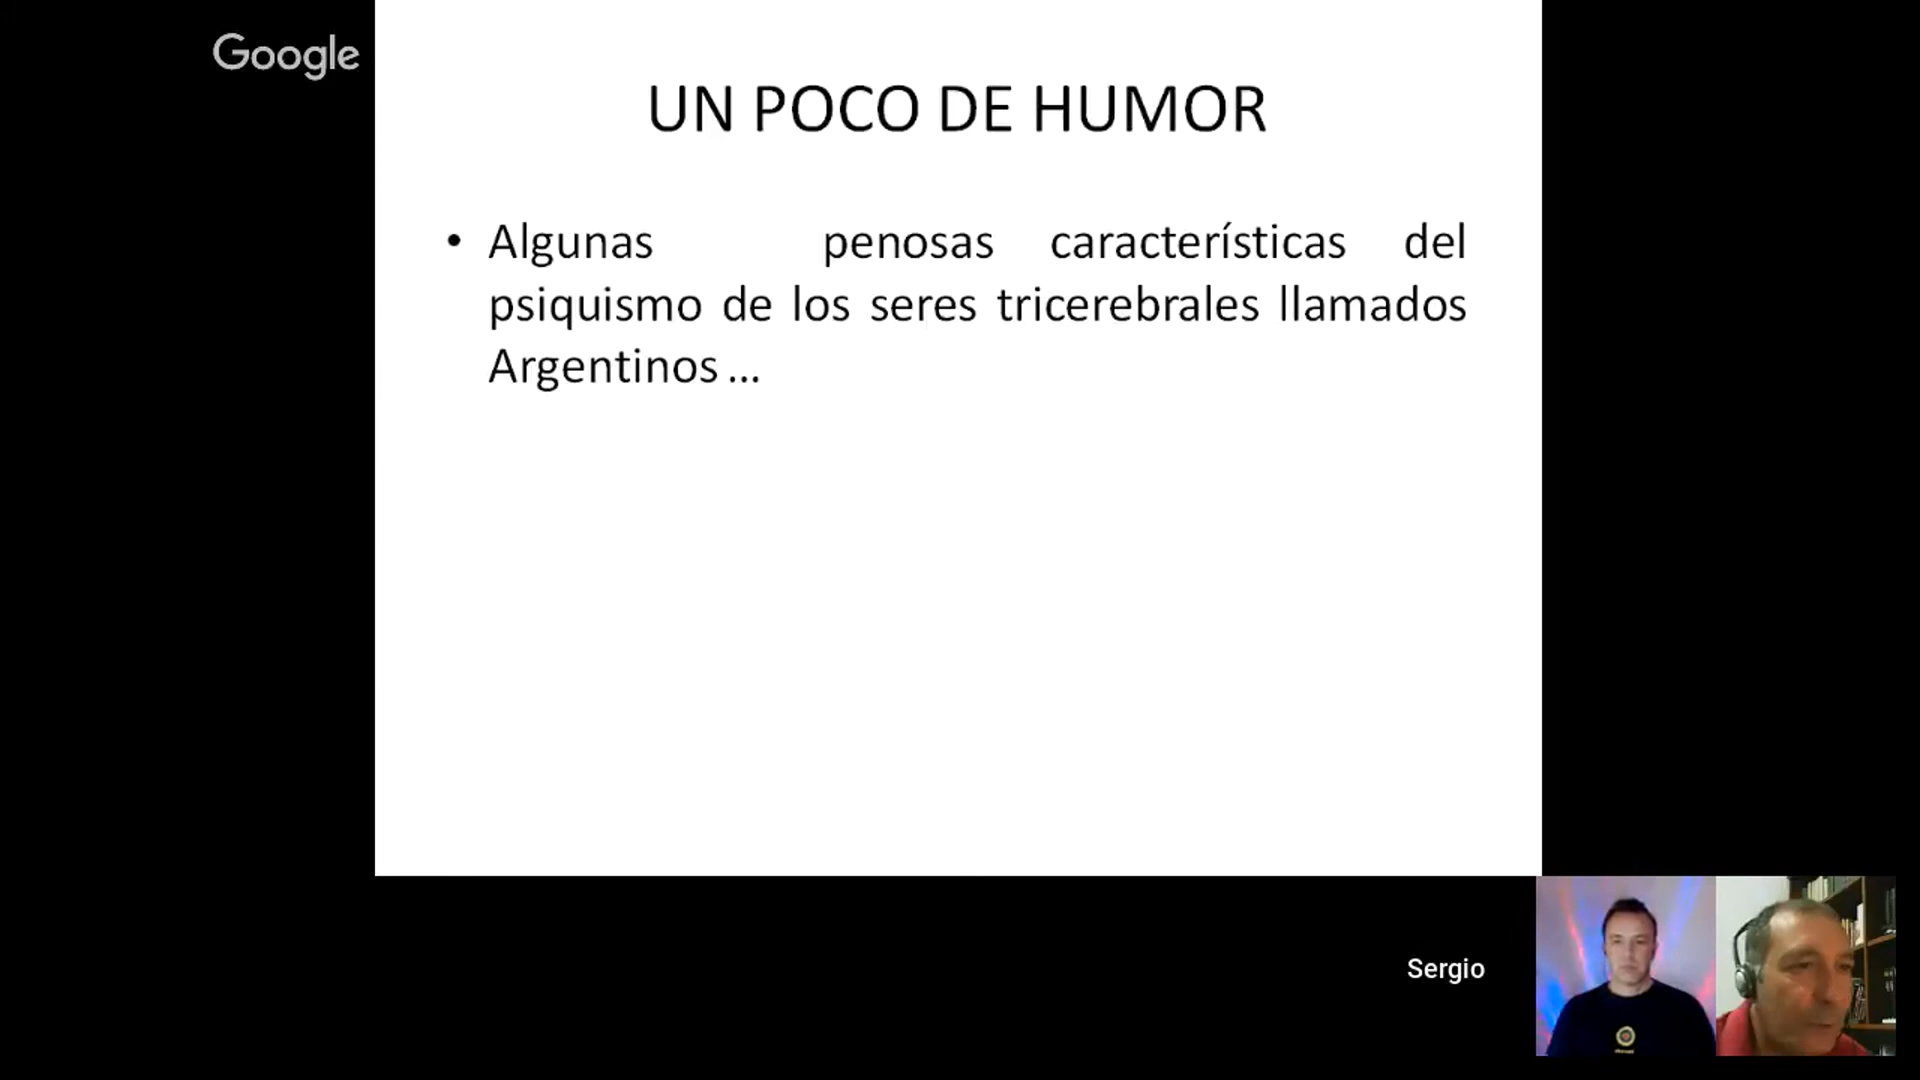 Google
UN POCO DE HUMOR
• Algunas penosas características del
psiquismo de los seres tricerebrales llamados
Argentinos ...
Sergio